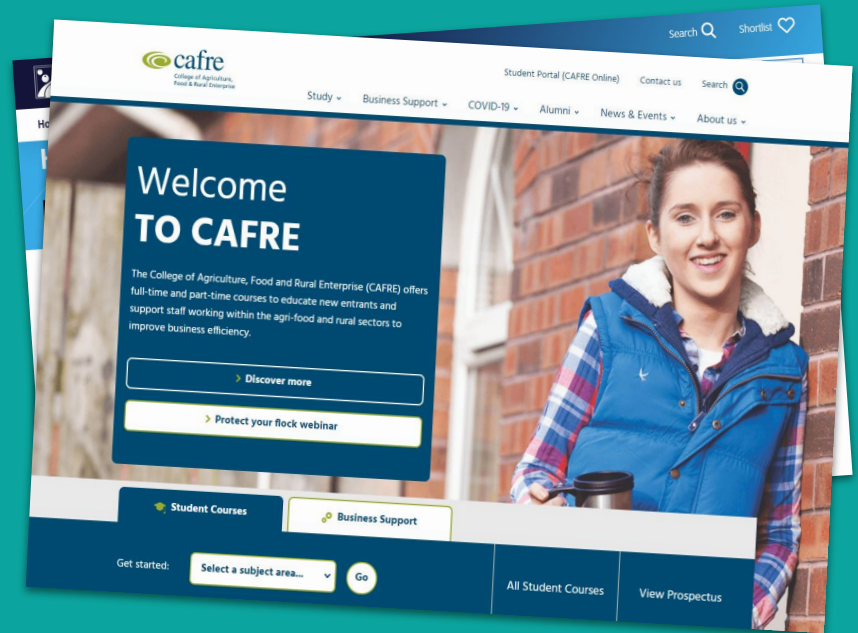 Search
Shortlist
cafre
College of Agriculture,
Food & Rural Enterprise
Student Portal (CAFRE Online) Contact us Search
Study Business Support COVID-19 Alumni News & Events About us
Welcome
TO CAFRE
The College of Agriculture, Food and Rural Enterprise (CAFRE) offers
full-time and part-time courses to educate new entrants and
support staff working within the agri-food and rural sectors to
improve business efficiency.
> Discover more
> Protect your flock webinar
Student Courses
Business Support
Get started: Select a subject area... Go
All Student Courses
View Prospectus